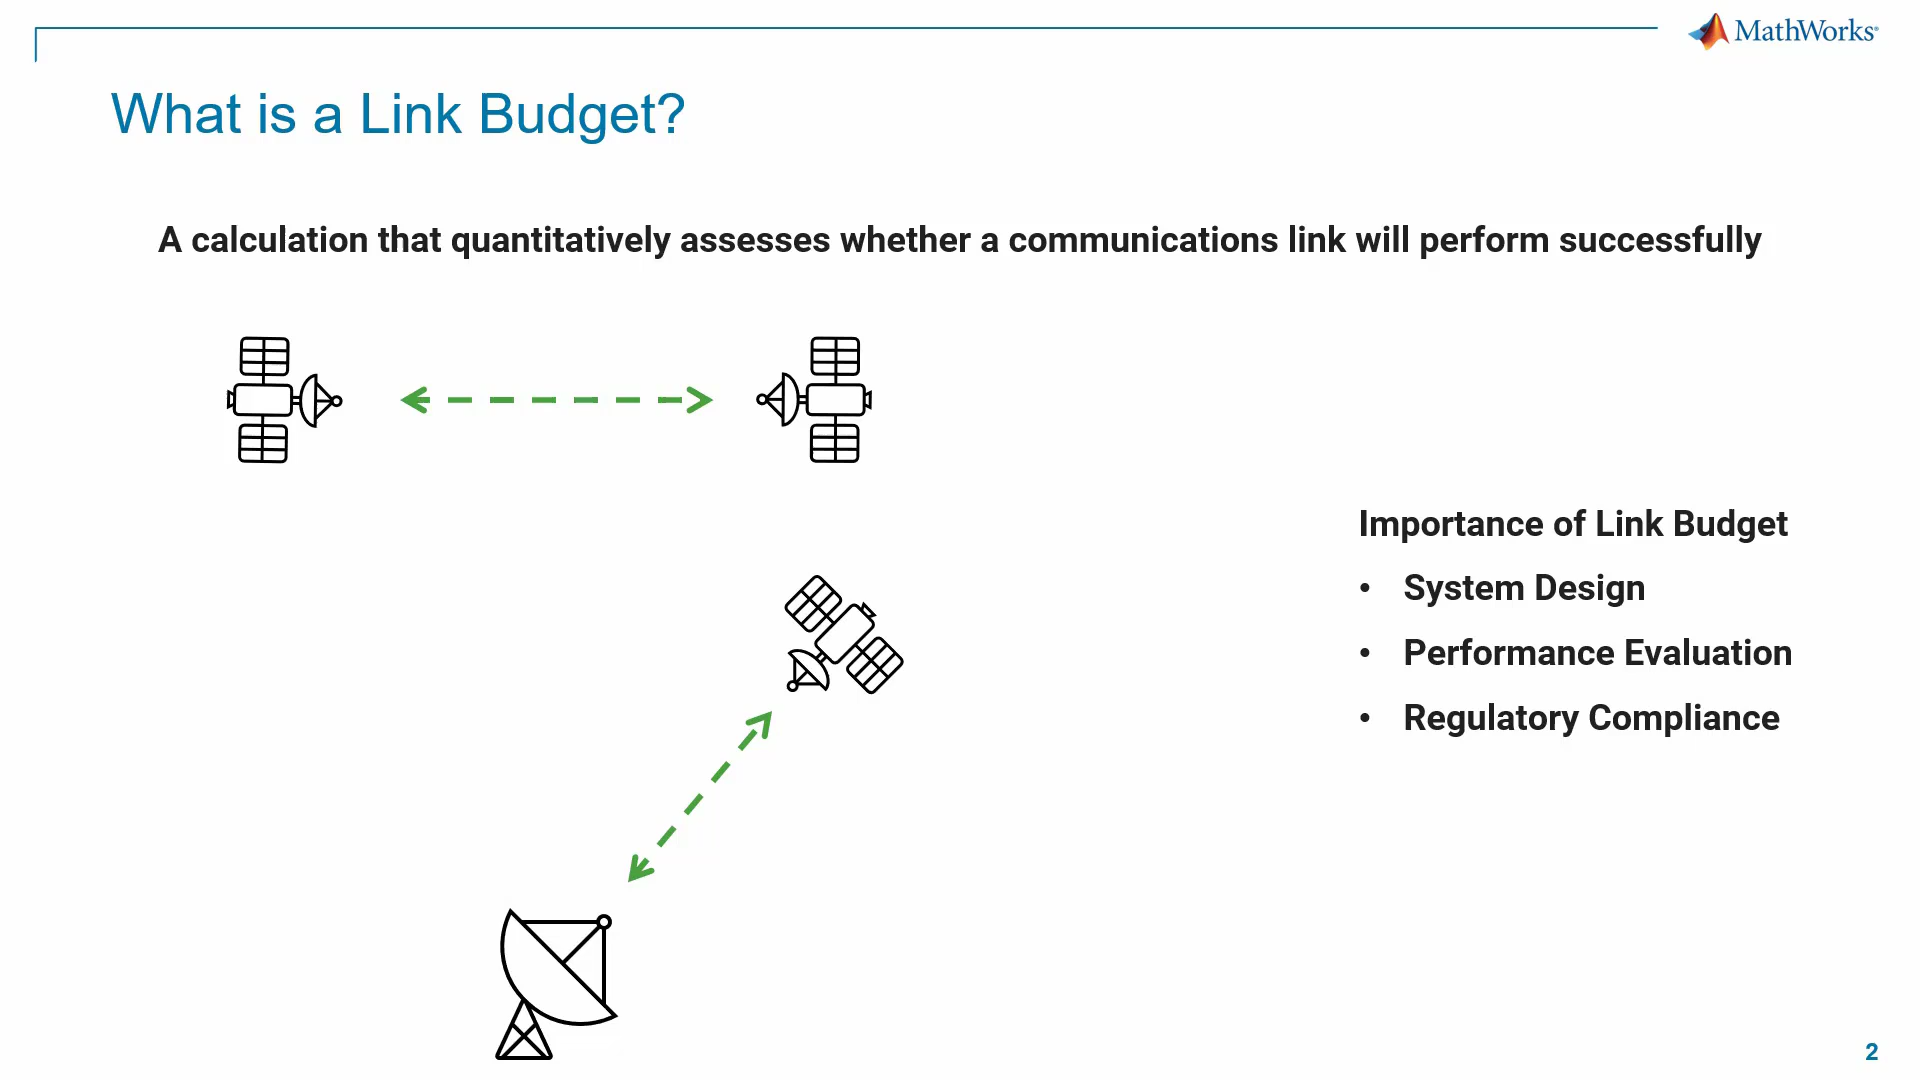 MathWorks®
What is a Link Budget?
A calculation that quantitatively assesses whether a communications link will perform successfully
Importance of Link Budget
• System Design
• Performance Evaluation
• Regulatory Compliance
2